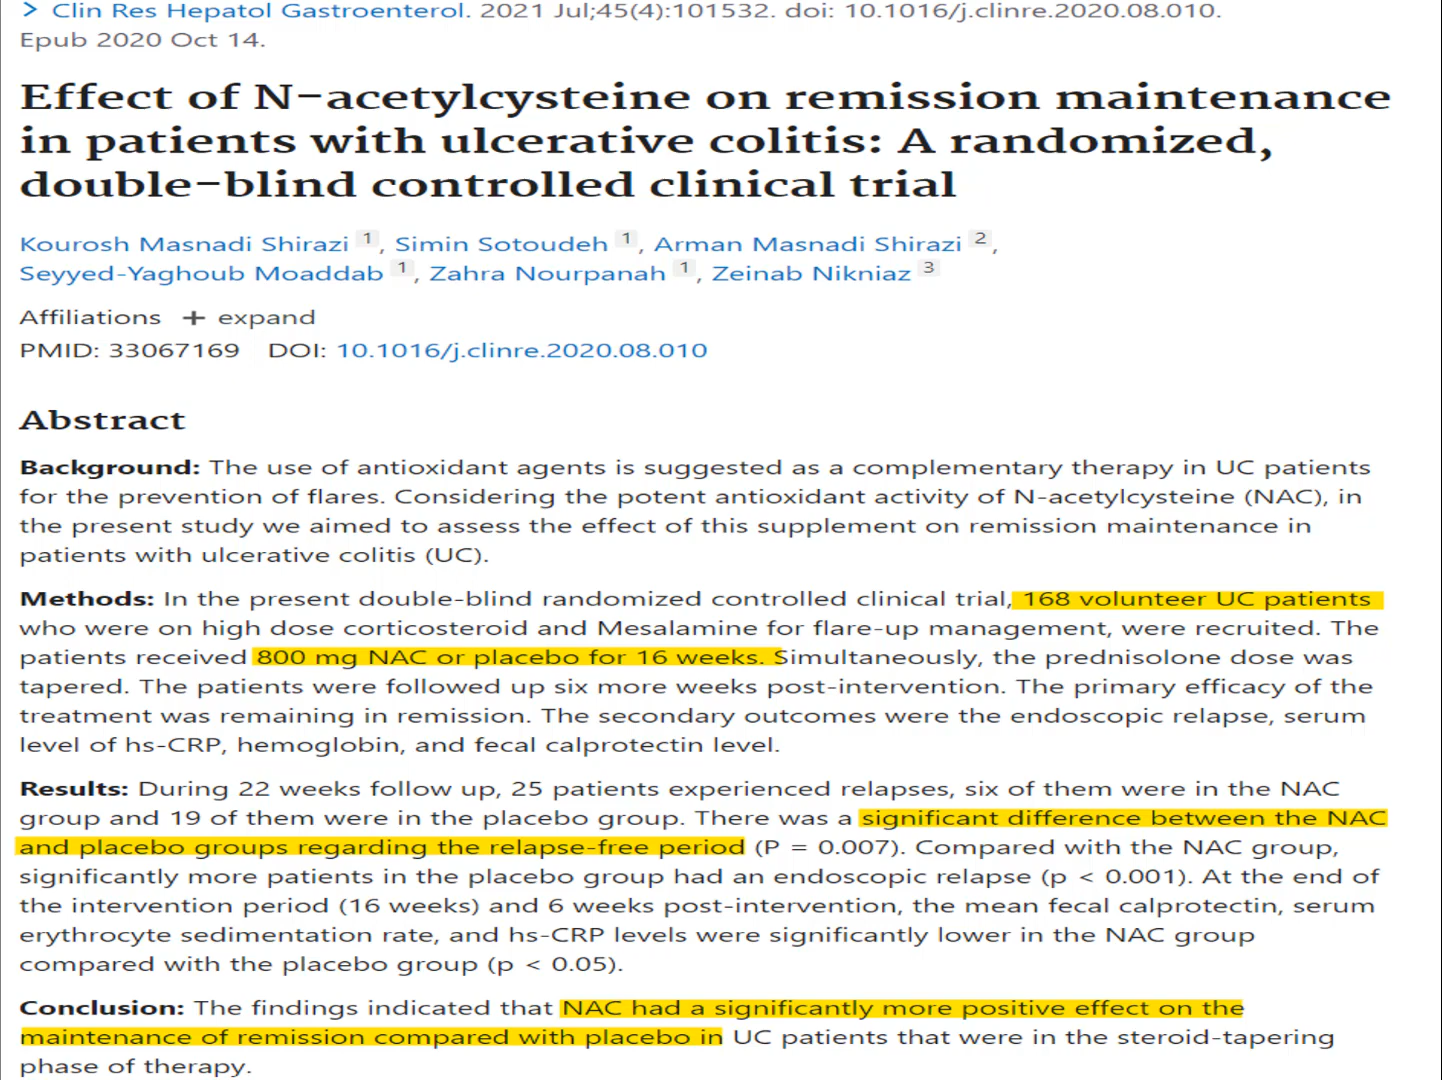 > Clin Res Hepatol Gastroenterol. 2021 Jul;45(4):101532. doi: 10.1016/j.clinre.2020.08.010.
Epub 2020 Oct 14.
Effect of N-acetylcysteine on remission maintenance
in patients with ulcerative colitis: A randomized,
double-blind controlled clinical trial
Kourosh Masnadi Shirazi 1, Simin Sotoudeh 1, Arman Masnadi Shirazi 2,
Seyyed-Yaghoub Moaddab 1, Zahra Nourpanah 1, Zeinab Nikniaz 3
Affiliations + expand
PMID: 33067169 DOI: 10.1016/j.clinre.2020.08.010
Abstract
Background: The use of antioxidant agents is suggested as a complementary therapy in UC patients
for the prevention of flares. Considering the potent antioxidant activity of N-acetylcysteine (NAC), in
the present study we aimed to assess the effect of this supplement on remission maintenance in
patients with ulcerative colitis (UC).
Methods: In the present double-blind randomized controlled clinical trial, 168 volunteer UC patients
who were on high dose corticosteroid and Mesalamine for flare-up management, were recruited. The
patients received 800 mg NAC or placebo for 16 weeks. Simultaneously, the prednisolone dose was
tapered. The patients were followed up six more weeks post-intervention. The primary efficacy of the
treatment was remaining in remission. The secondary outcomes were the endoscopic relapse, serum
level of hs-CRP, hemoglobin, and fecal calprotectin level.
Results: During 22 weeks follow up, 25 patients experienced relapses, six of them were in the NAC
group and 19 of them were in the placebo group. There was a significant difference between the NAC
and placebo groups regarding the relapse-free period (P = 0.007). Compared with the NAC group,
significantly more patients in the placebo group had an endoscopic relapse (p < 0.001). At the end of
the intervention period (16 weeks) and 6 weeks post-intervention, the mean fecal calprotectin, serum
erythrocyte sedimentation rate, and hs-CRP levels were significantly lower in the NAC group
compared with the placebo group (p < 0.05).
Conclusion: The findings indicated that NAC had a significantly more positive effect on the
maintenance of remission compared with placebo in UC patients that were in the steroid-tapering
phase of therapy.